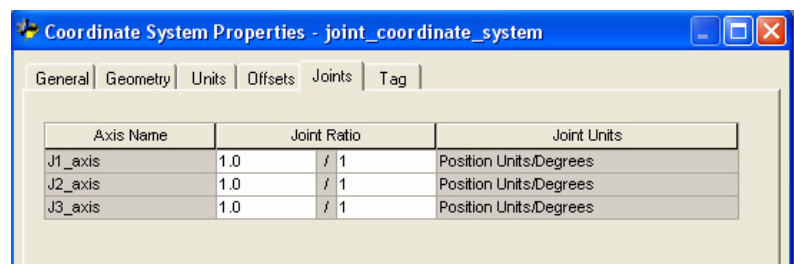 Coordinate System Properties - joint_coordinate_system
General Geometry Units Offsets Joints Tag
Axis Name Joint Ratio Joint Units
J1_axis 1.0 / 1 Position Units/Degrees
J2_axis 1.0 / 1 Position Units/Degrees
J3_axis 1.0 / 1 Position Units/Degrees